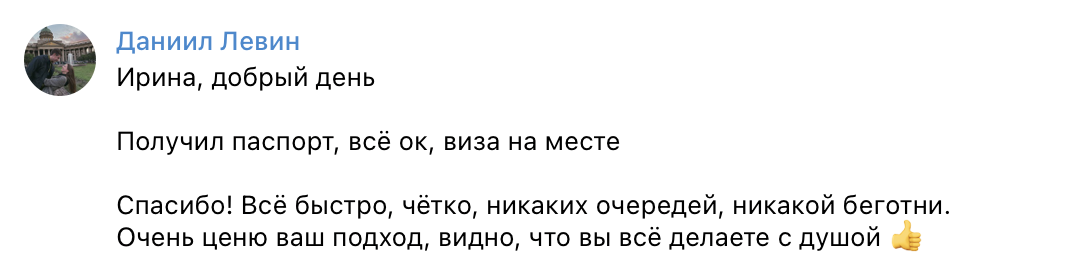 Даниил Левин
Ирина, добрый день
Получил паспорт, всё ок, виза на месте
Спасибо! Всё быстро, чётко, никаких очередей, никакой беготни.
Очень ценю ваш подход, видно, что вы всё делаете с душой 👍